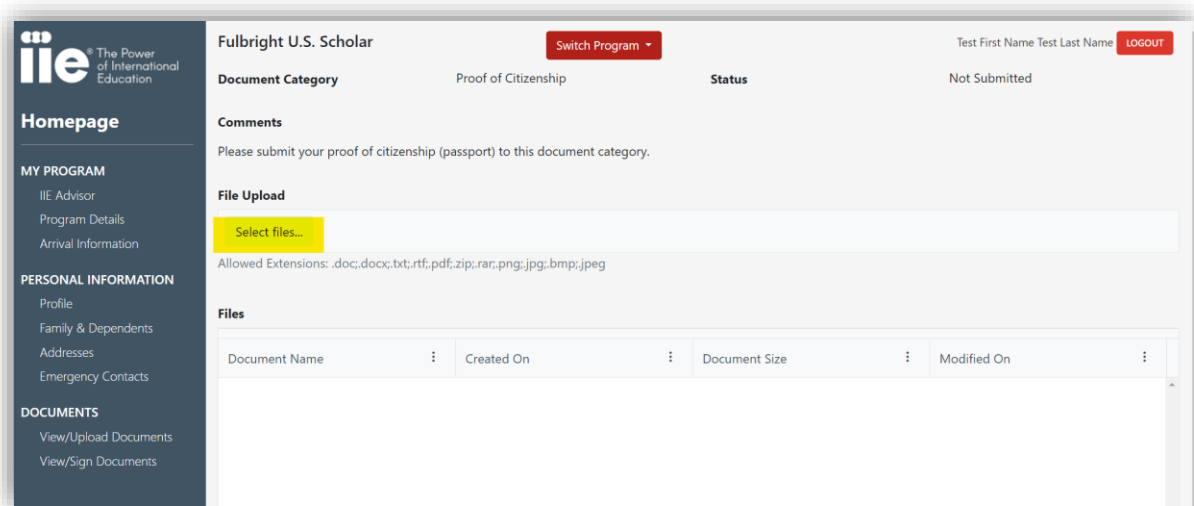 iie® The Power
of International
Education
Homepage
MY PROGRAM
IIE Advisor
Program Details
Arrival Information
PERSONAL INFORMATION
Profile
Family & Dependents
Addresses
Emergency Contacts
DOCUMENTS
View/Upload Documents
View/Sign Documents
Fulbright U.S. Scholar
Switch Program
Test First Name Test Last Name LOGOUT
Document Category Proof of Citizenship Status Not Submitted
Comments
Please submit your proof of citizenship (passport) to this document category.
File Upload
Select files...
Allowed Extensions: .doc;.docx;.txt;.rtf;.pdf;.zip;.rar;.png;.jpg;.bmp;.jpeg
Files
Document Name Created On Document Size Modified On